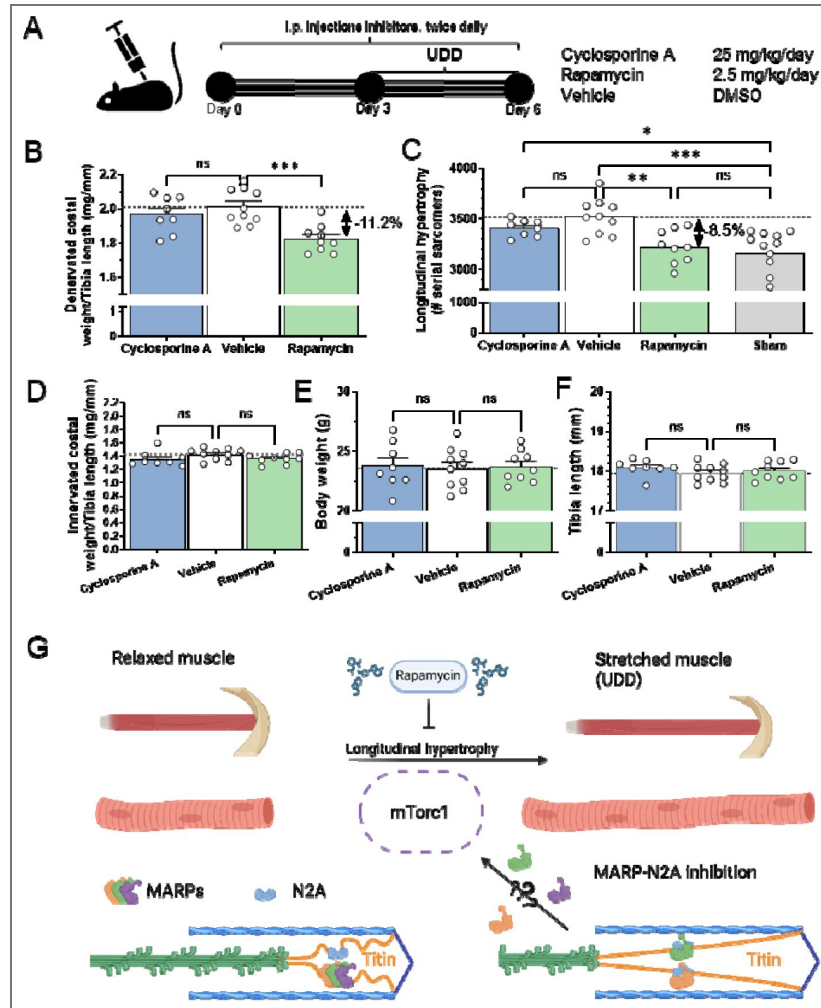 A
i.p. injections inhibitors, twice daily
UDD
Day 0
Day 3
Day 6
Cyclosporine A 25 mg/kg/day
Rapamycin 2.5 mg/kg/day
Vehicle DMSO
B
Denervated costal
weight/Tibia length (mg/mm)
2.2
2.0
1.8
1.6
1
0
ns
***
-11.2%
Cyclosporine A
Vehicle
Rapamycin
C
Longitudinal hypertrophy
(# serial sarcomers)
4000
3500
3000
1000
0
*
***
ns
**
ns
-8.5%
Cyclosporine A
Vehicle
Rapamycin
Sham
D
Innervated costal
weight/Tibia length (mg/mm)
2.2
2.0
1.8
1.6
1.4
1.2
1.0
0.8
0.6
0.4
0.2
0.0
ns
ns
Cyclosporine A
Vehicle
Rapamycin
E
Body weight (g)
30
25
20
0
ns
ns
Cyclosporine A
Vehicle
Rapamycin
F
Tibia length (mm)
20
19
18
17
0
ns
ns
Cyclosporine A
Vehicle
Rapamycin
G
Relaxed muscle
Rapamycin
Stretched muscle
(UDD)
Longitudinal hypertrophy
mTorc1
MARPs
N2A
??
MARP-N2A inhibition
Titin
Titin